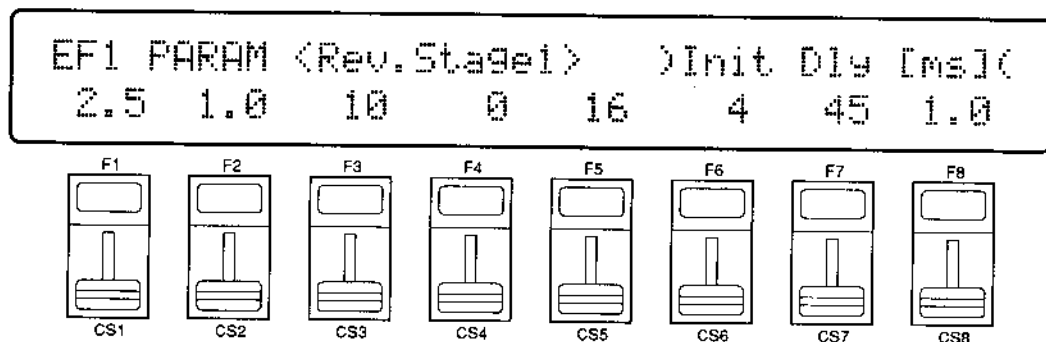 EF1 PARAM <Rev.Stage1> )Init Dly [ms](
2.5 1.0 10 0 16 4 45 1.0
F1 F2 F3 F4 F5 F6 F7 F8
CS1 CS2 CS3 CS4 CS5 CS6 CS7 CS8